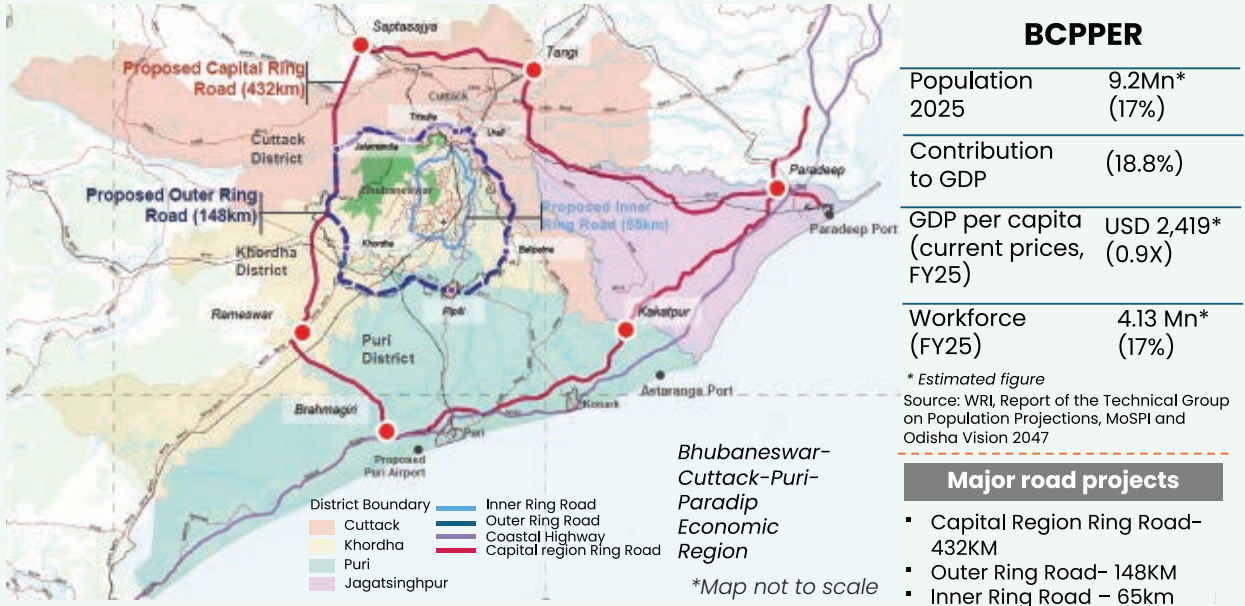 Saptasajya
Tangi
Proposed Capital Ring
Road (432km)
Cuttack
Cuttack
District
Bhubaneswar
Proposed Outer Ring
Road (148km)
Proposed Inner
Ring Road (65km)
Paradeep
Paradeep Port
Khordha
Khordha
District
Balipatna
Pipili
Rameswar
Kakatpur
Puri
District
Astaranga Port
Konark
Brahmagiri
Puri
Proposed
Puri Airport
Bhubaneswar-
Cuttack-Puri-
Paradip
Economic
Region
*Map not to scale
District Boundary
Cuttack
Khordha
Puri
Jagatsinghpur
Inner Ring Road
Outer Ring Road
Coastal Highway
Capital region Ring Road
BCPPER
Population 9.2Mn*
2025 (17%)
Contribution (18.8%)
to GDP
GDP per capita USD 2,419*
(current prices, (0.9X)
FY25)
Workforce 4.13 Mn*
(FY25) (17%)
* Estimated figure
Source: WRI, Report of the Technical Group
on Population Projections, MoSPI and
Odisha Vision 2047
Major road projects
▪ Capital Region Ring Road-
432KM
▪ Outer Ring Road- 148KM
▪ Inner Ring Road – 65km